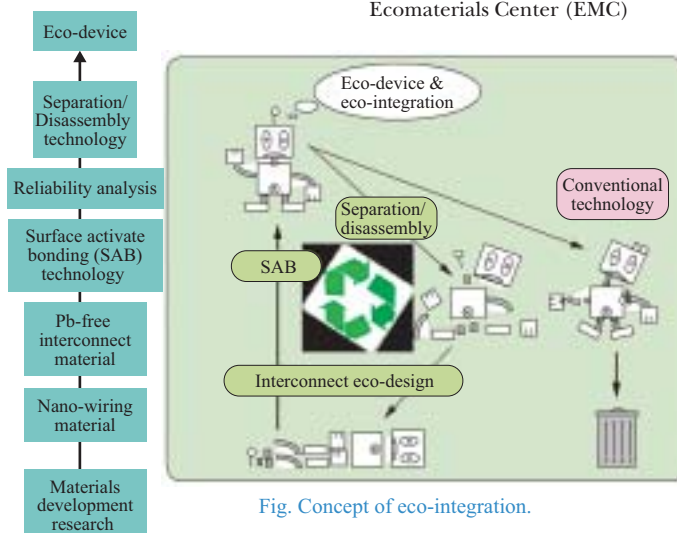 Ecomaterials Center (EMC)
Eco-device
Separation/
Disassembly
technology
Reliability analysis
Surface activate
bonding (SAB)
technology
Pb-free
interconnect
material
Nano-wiring
material
Materials
development
research
Eco-device &
eco-integration
Conventional
technology
Separation/
disassembly
SAB
Interconnect eco-design
Fig. Concept of eco-integration.